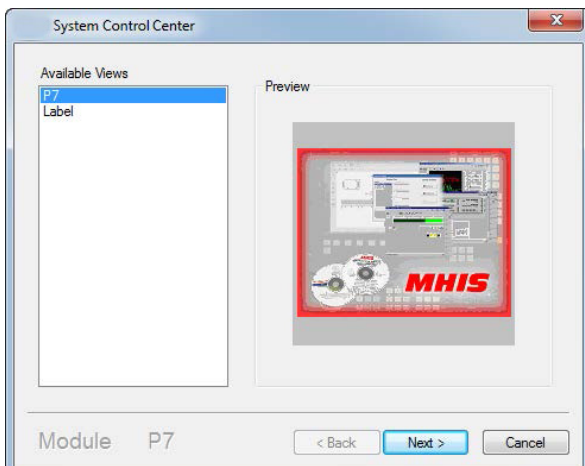 System Control Center
Available Views
P7
Label
Preview
MHIS
Module P7
< Back
Next >
Cancel